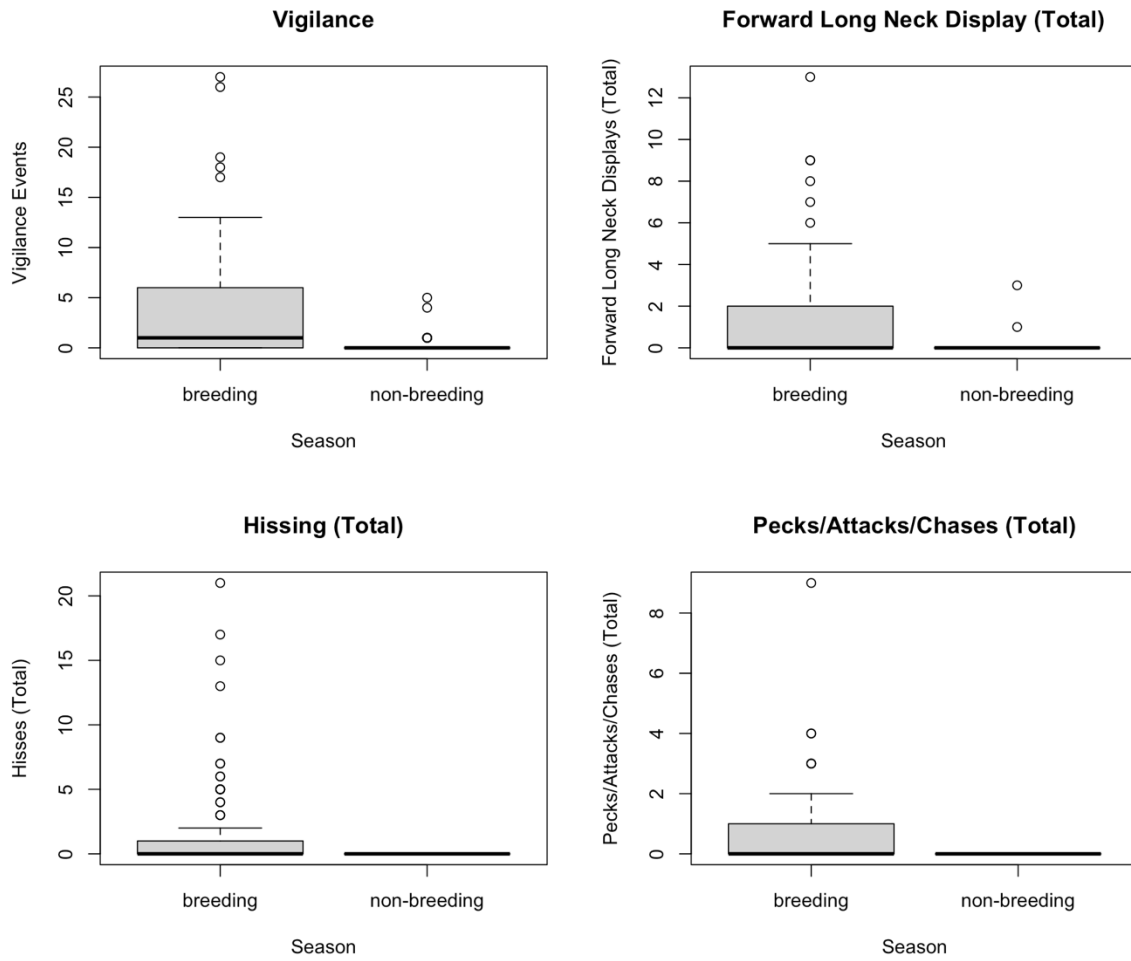 Vigilance
Vigilance Events
25
20
15
10
5
0
breeding
non-breeding
Season
Forward Long Neck Display (Total)
Forward Long Neck Displays (Total)
12
10
8
6
4
2
0
breeding
non-breeding
Season
Hissing (Total)
Hisses (Total)
20
15
10
5
0
breeding
non-breeding
Season
Pecks/Attacks/Chases (Total)
Pecks/Attacks/Chases (Total)
8
6
4
2
0
breeding
non-breeding
Season